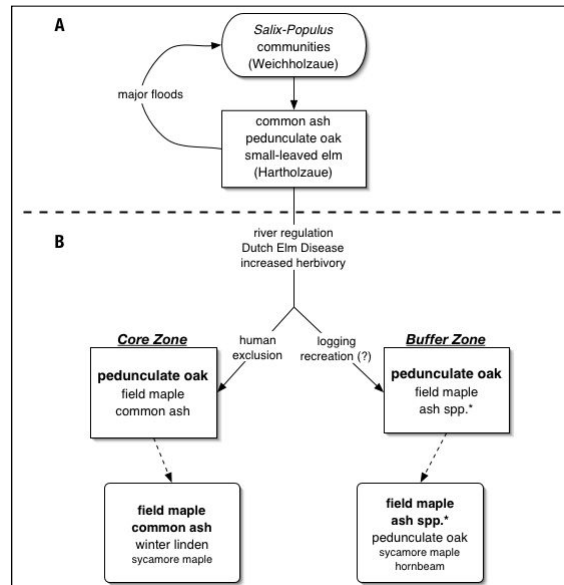 A
Salix-Populus
communities
(Weichholzaue)
major floods
common ash
pedunculate oak
small-leaved elm
(Hartholzaue)
B
river regulation
Dutch Elm Disease
increased herbivory
Core Zone
human
exclusion
logging
recreation (?)
Buffer Zone
pedunculate oak
field maple
common ash
pedunculate oak
field maple
ash spp.*
field maple
common ash
winter linden
sycamore maple
field maple
ash spp.*
pedunculate oak
sycamore maple
hornbeam